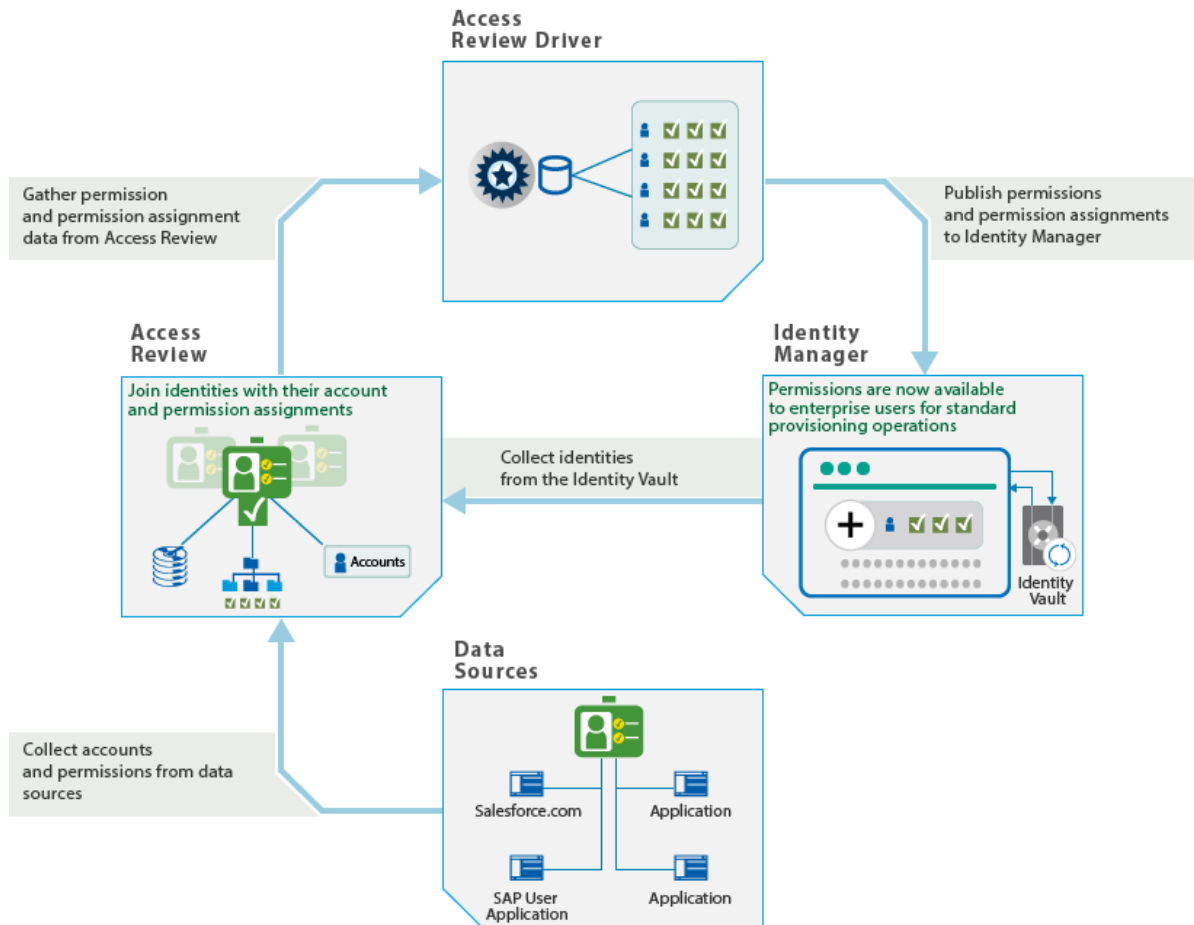 Access
Review Driver
Gather permission
and permission assignment
data from Access Review
Publish permissions
and permission assignments
to Identity Manager
Access
Review
Join identities with their account
and permission assignments
Accounts
Collect identities
from the Identity Vault
Identity
Manager
Permissions are now available
to enterprise users for standard
provisioning operations
Identity
Vault
Data
Sources
Collect accounts
and permissions from data
sources
Salesforce.com
Application
SAP User
Application
Application